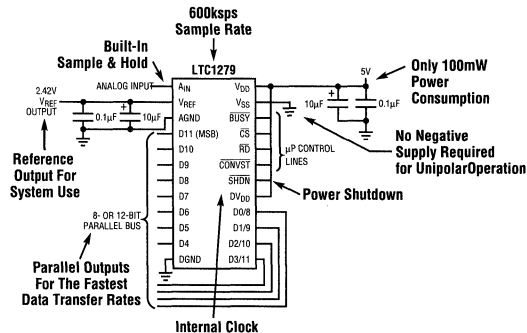 600ksps
Sample Rate
Built-In
Sample & Hold
LTC1279
ANALOG INPUT
AIN
VDD
5V
Only 100mW
Power
Consumption
2.42V
VREF
OUTPUT
0.1µF
+
10µF
VREF
VSS
+
10µF
0.1µF
AGND
BUSY
D11 (MSB)
CS
D10
RD
D9
CONVST
D8
SHDN
D7
DVDD
D6
D0/8
D5
D1/9
D4
D2/10
DGND
D3/11
µP CONTROL
LINES
No Negative
Supply Required
for UnipolarOperation
Reference
Output For
System Use
Power Shutdown
8- OR 12-BIT
PARALLEL BUS
Parallel Outputs
For The Fastest
Data Transfer Rates
Internal Clock